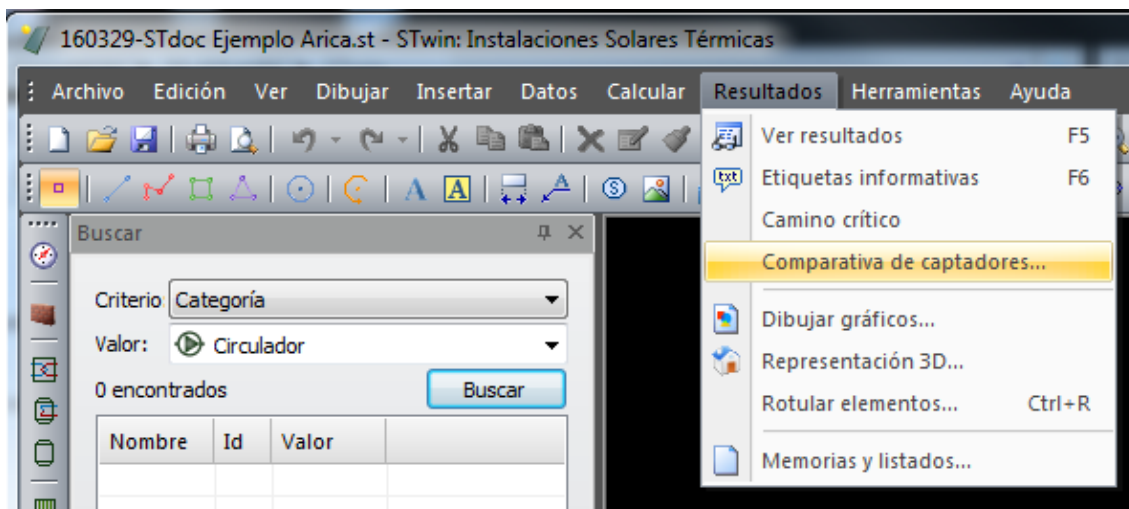 160329-STdoc Ejemplo Arica.st - STwin: Instalaciones Solares Térmicas
Archivo Edición Ver Dibujar Insertar Datos Calcular Resultados Herramientas Ayuda
Ver resultados F5
Etiquetas informativas F6
Camino crítico
Comparativa de captadores...
Dibujar gráficos...
Representación 3D...
Rotular elementos... Ctrl+R
Memorias y listados...
Buscar
Criterio: Categoría
Valor: Circulador
0 encontrados Buscar
Nombre Id Valor